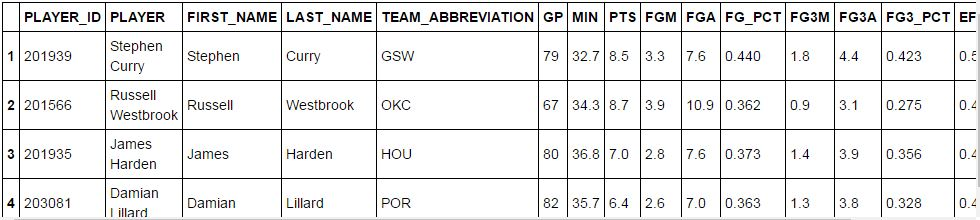 PLAYER_ID PLAYER FIRST_NAME LAST_NAME TEAM_ABBREVIATION GP MIN PTS FGM FGA FG_PCT FG3M FG3A FG3_PCT EF
1 201939 Stephen Curry Stephen Curry GSW 79 32.7 8.5 3.3 7.6 0.440 1.8 4.4 0.423 0.5
2 201566 Russell Westbrook Russell Westbrook OKC 67 34.3 8.7 3.9 10.9 0.362 0.9 3.1 0.275 0.4
3 201935 James Harden James Harden HOU 80 36.8 7.0 2.8 7.6 0.373 1.4 3.9 0.356 0.4
4 203081 Damian Lillard Damian Lillard POR 82 35.7 6.4 2.6 7.0 0.363 1.3 3.8 0.328 0.4